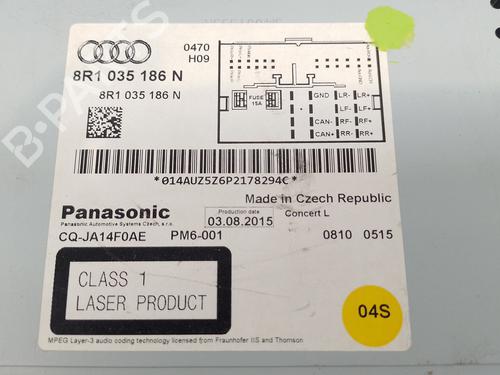 0470
H09
8R1 035 186 N
8R1 035 186 N
FUSE
15A
GND LR- LR+
LF- LF+
CAN- RF- RF+
CAN+ RR- RR+
*014AUZ5Z6P2178294C*
Made in Czech Republic
Panasonic
Panasonic Automotive Systems Czech, s.r.o.
Production date
03.08.2015
Concert L
CQ-JA14F0AE PM6-001 0810 0515
CLASS 1
LASER PRODUCT
04S
MPEG Layer-3 audio coding technology licensed from Fraunhofer IIS and Thomson
B-PARTS